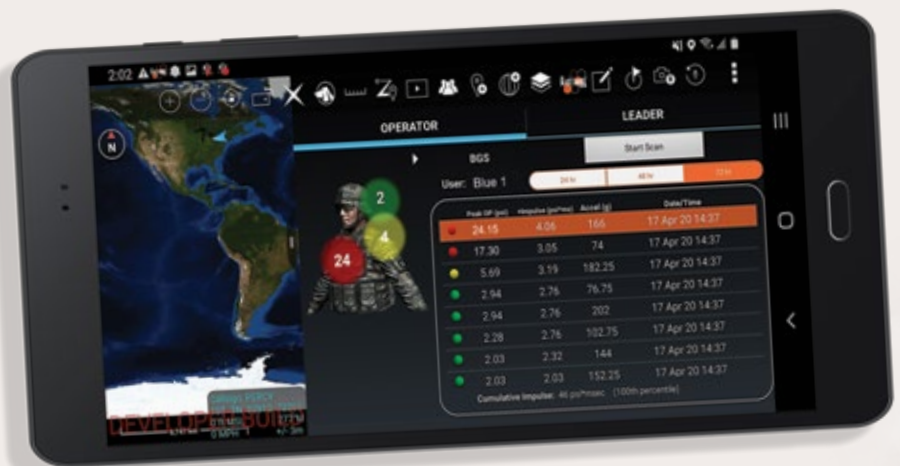 2:02
N
OPERATOR
LEADER
BGS
Start Scan
User: Blue 1
24 hr 48 hr 72 hr
2
4
24
Peak OP (psi) +Impulse (psi*ms) Accel (g) Date/Time
24.15 4.06 166 17 Apr 20 14:37
17.30 3.05 74 17 Apr 20 14:37
5.69 3.19 182.25 17 Apr 20 14:37
2.94 2.76 76.75 17 Apr 20 14:37
2.94 2.76 202 17 Apr 20 14:37
2.28 2.76 102.75 17 Apr 20 14:37
2.03 2.32 144 17 Apr 20 14:37
2.03 2.03 152.25 17 Apr 20 14:37
Cumulative Impulse: 46 psi*msec (100th percentile)
0 MPH